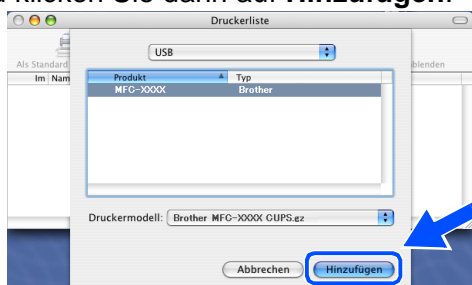 klicken Sie dann auf Hinzufügen.
Druckerliste
USB
Als Standard
blenden
Im Nam
Produkt Typ
MFC-XXXX Brother
Druckermodell: Brother MFC-XXXX CUPS.gz
Abbrechen Hinzufügen